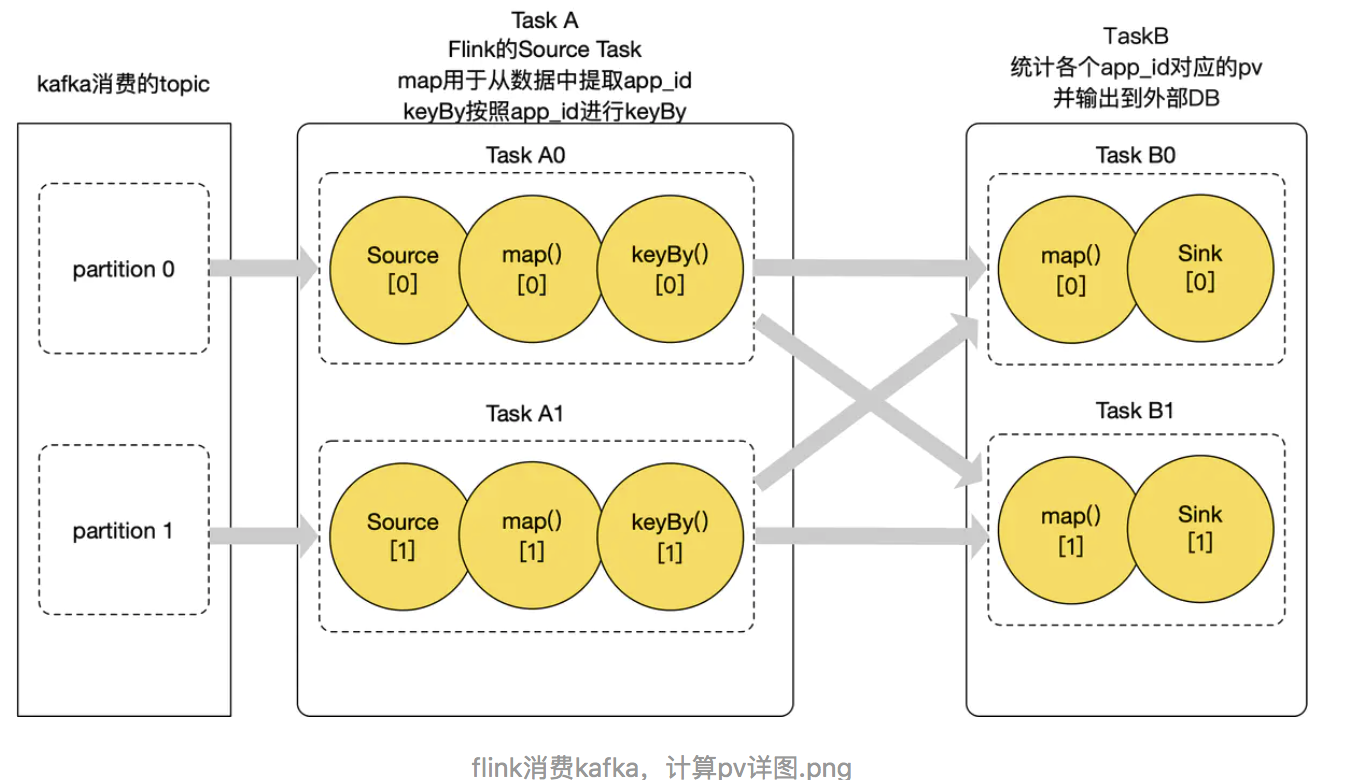 kafka消费的topic
partition 0
partition 1
Task A
Flink的Source Task
map用于从数据中提取app_id
keyBy按照app_id进行keyBy
Task A0
Source
[0]
map()
[0]
keyBy()
[0]
Task A1
Source
[1]
map()
[1]
keyBy()
[1]
TaskB
统计各个app_id对应的pv
并输出到外部DB
Task B0
map()
[0]
Sink
[0]
Task B1
map()
[1]
Sink
[1]
flink消费kafka，计算pv详图.png